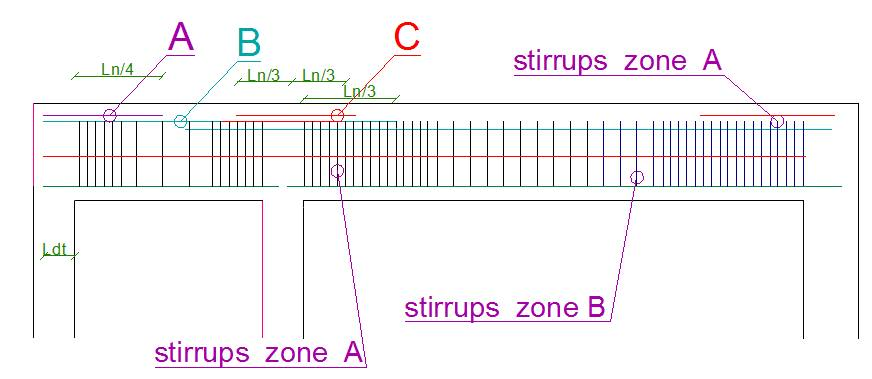 A
B
C
stirrups zone A
Ln/4
Ln/3
Ln/3
Ln/3
Ldt
stirrups zone B
stirrups zone A